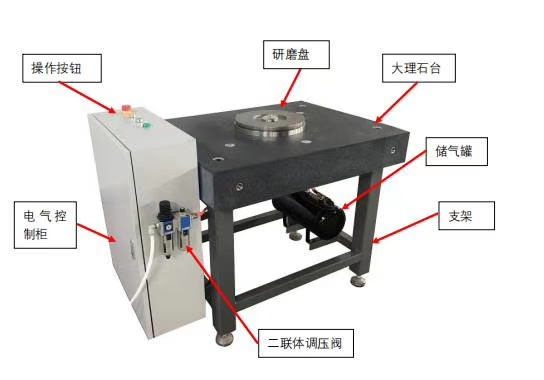 研磨盘
操作按钮
大理石台
储气罐
电气控
制柜
支架
二联体调压阀